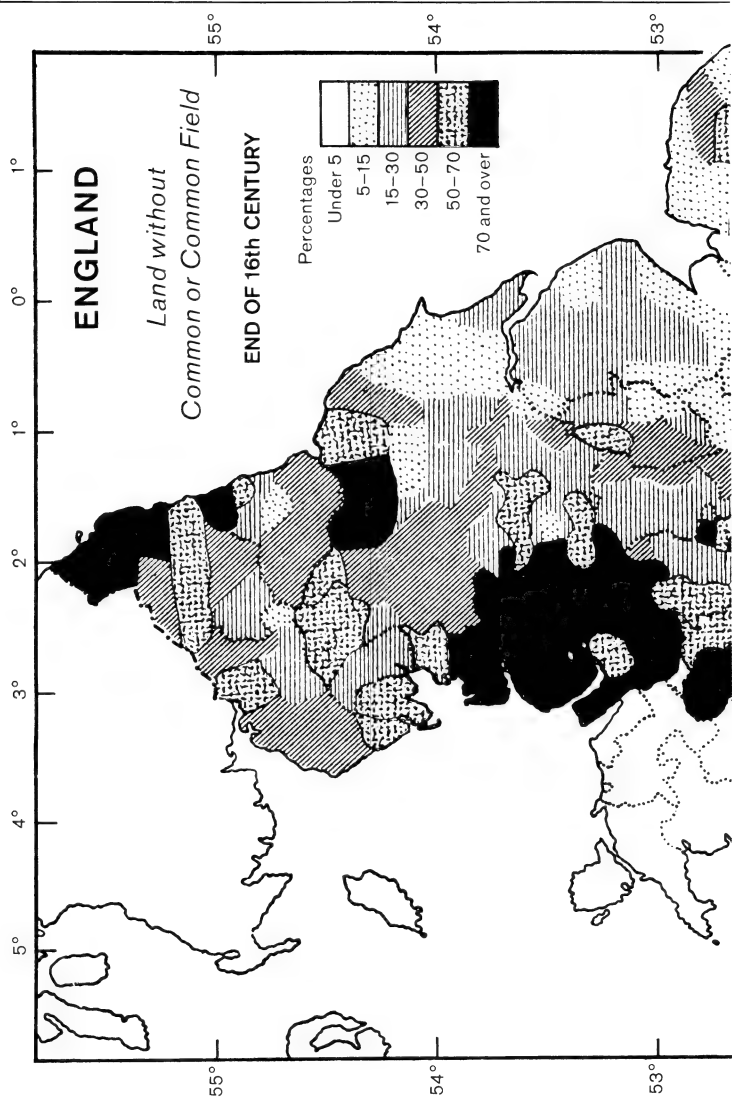 ENGLAND
Land without
Common or Common Field
END OF 16th CENTURY
Percentages
Under 5
5–15
15–30
30–50
50–70
70 and over
5°
4°
3°
2°
1°
0°
1°
55°
54°
53°
55°
54°
53°